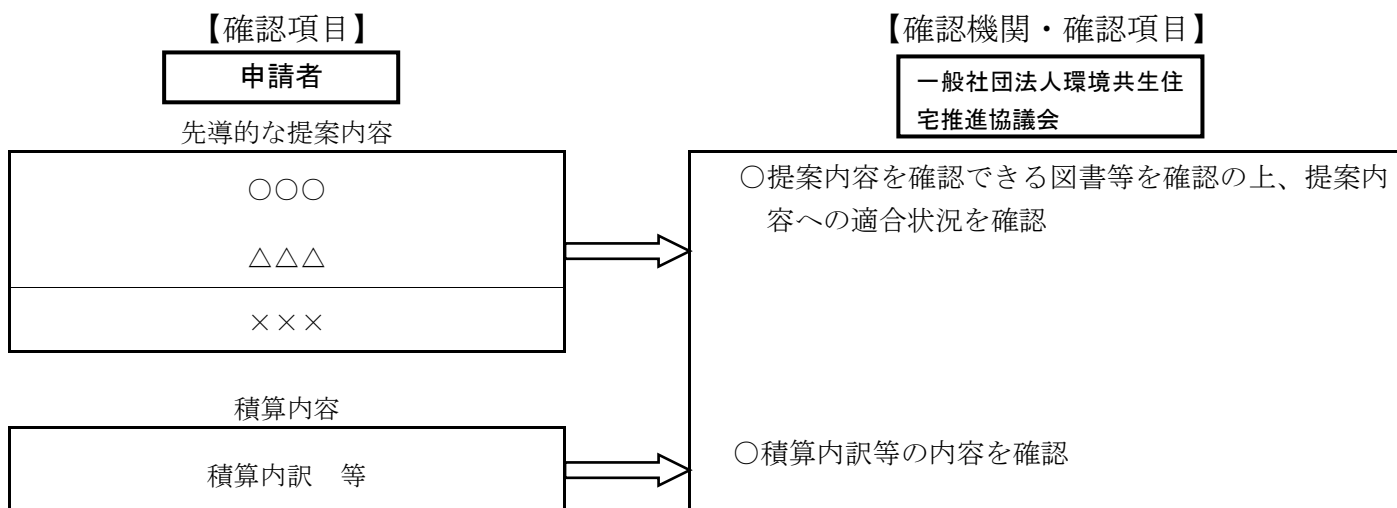 【確認項目】
申請者
先導的な提案内容
○○○
△△△
×××
積算内容
積算内訳　等
【確認機関・確認項目】
一般社団法人環境共生住
宅推進協議会
○提案内容を確認できる図書等を確認の上、提案内
容への適合状況を確認
○積算内訳等の内容を確認